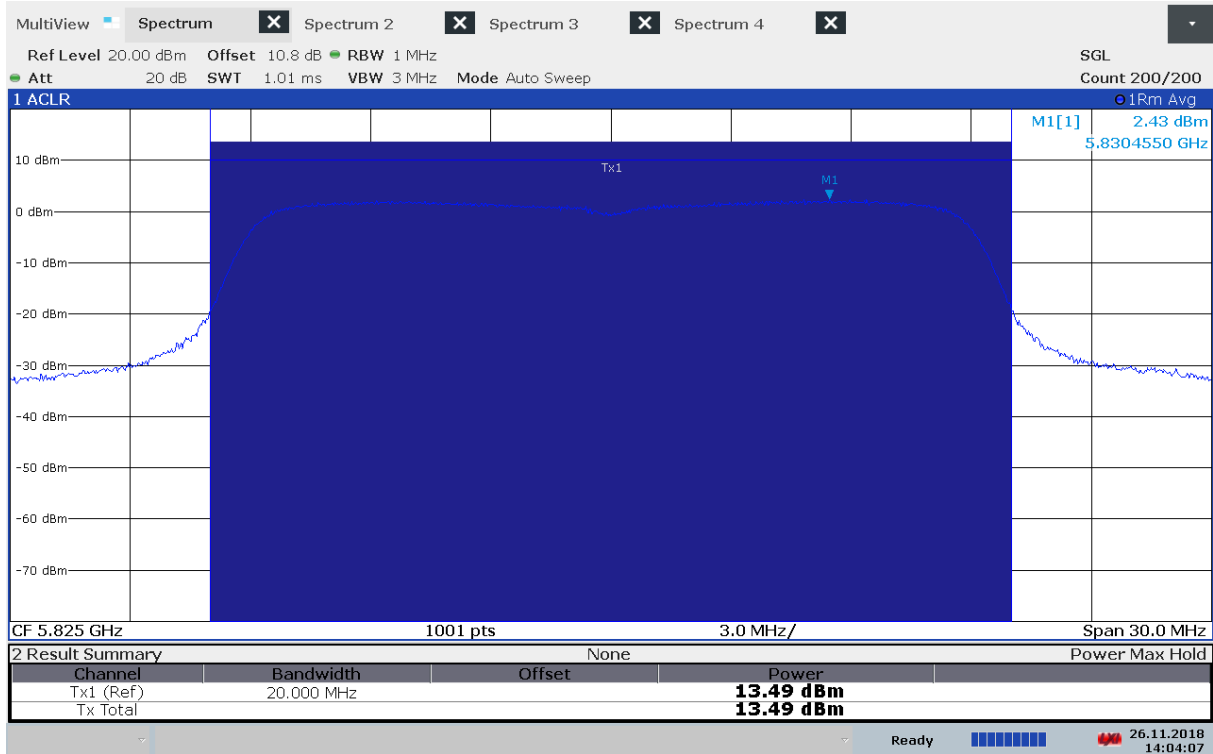 MultiView Spectrum X Spectrum 2 X Spectrum 3 X Spectrum 4 X
Ref Level 20.00 dBm Offset 10.8 dB RBW 1 MHz SGL
Att 20 dB SWT 1.01 ms VBW 3 MHz Mode Auto Sweep Count 200/200
1 ACLR 1Rm Avg
M1[1] 2.43 dBm
5.8304550 GHz
10 dBm
Tx1
M1
0 dBm
-10 dBm
-20 dBm
-30 dBm
-40 dBm
-50 dBm
-60 dBm
-70 dBm
CF 5.825 GHz 1001 pts 3.0 MHz/ Span 30.0 MHz
2 Result Summary None Power Max Hold
Channel Bandwidth Offset Power
Tx1 (Ref) 20.000 MHz 13.49 dBm
Tx Total 13.49 dBm
Ready 26.11.2018
14:04:07